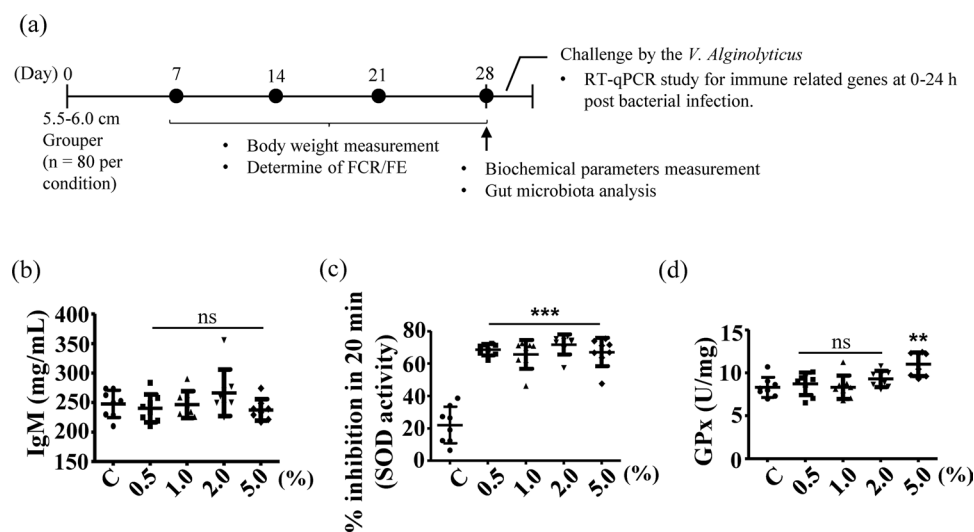 (a)
(Day) 0 7 14 21 28
Challenge by the V. Alginolyticus
• RT-qPCR study for immune related genes at 0-24 h
post bacterial infection.
5.5-6.0 cm
Grouper
(n = 80 per
condition)
• Body weight measurement
• Determine of FCR/FE
• Biochemical parameters measurement
• Gut microbiota analysis
(b)
IgM (mg/mL)
400
350
300
250
200
150
ns
C 0.5 1.0 2.0 5.0 (%)
(c)
% inhibition in 20 min
(SOD activity)
80
60
40
20
0
***
C 0.5 1.0 2.0 5.0 (%)
(d)
GPx (U/mg)
15
10
5
0
ns
**
C 0.5 1.0 2.0 5.0 (%)